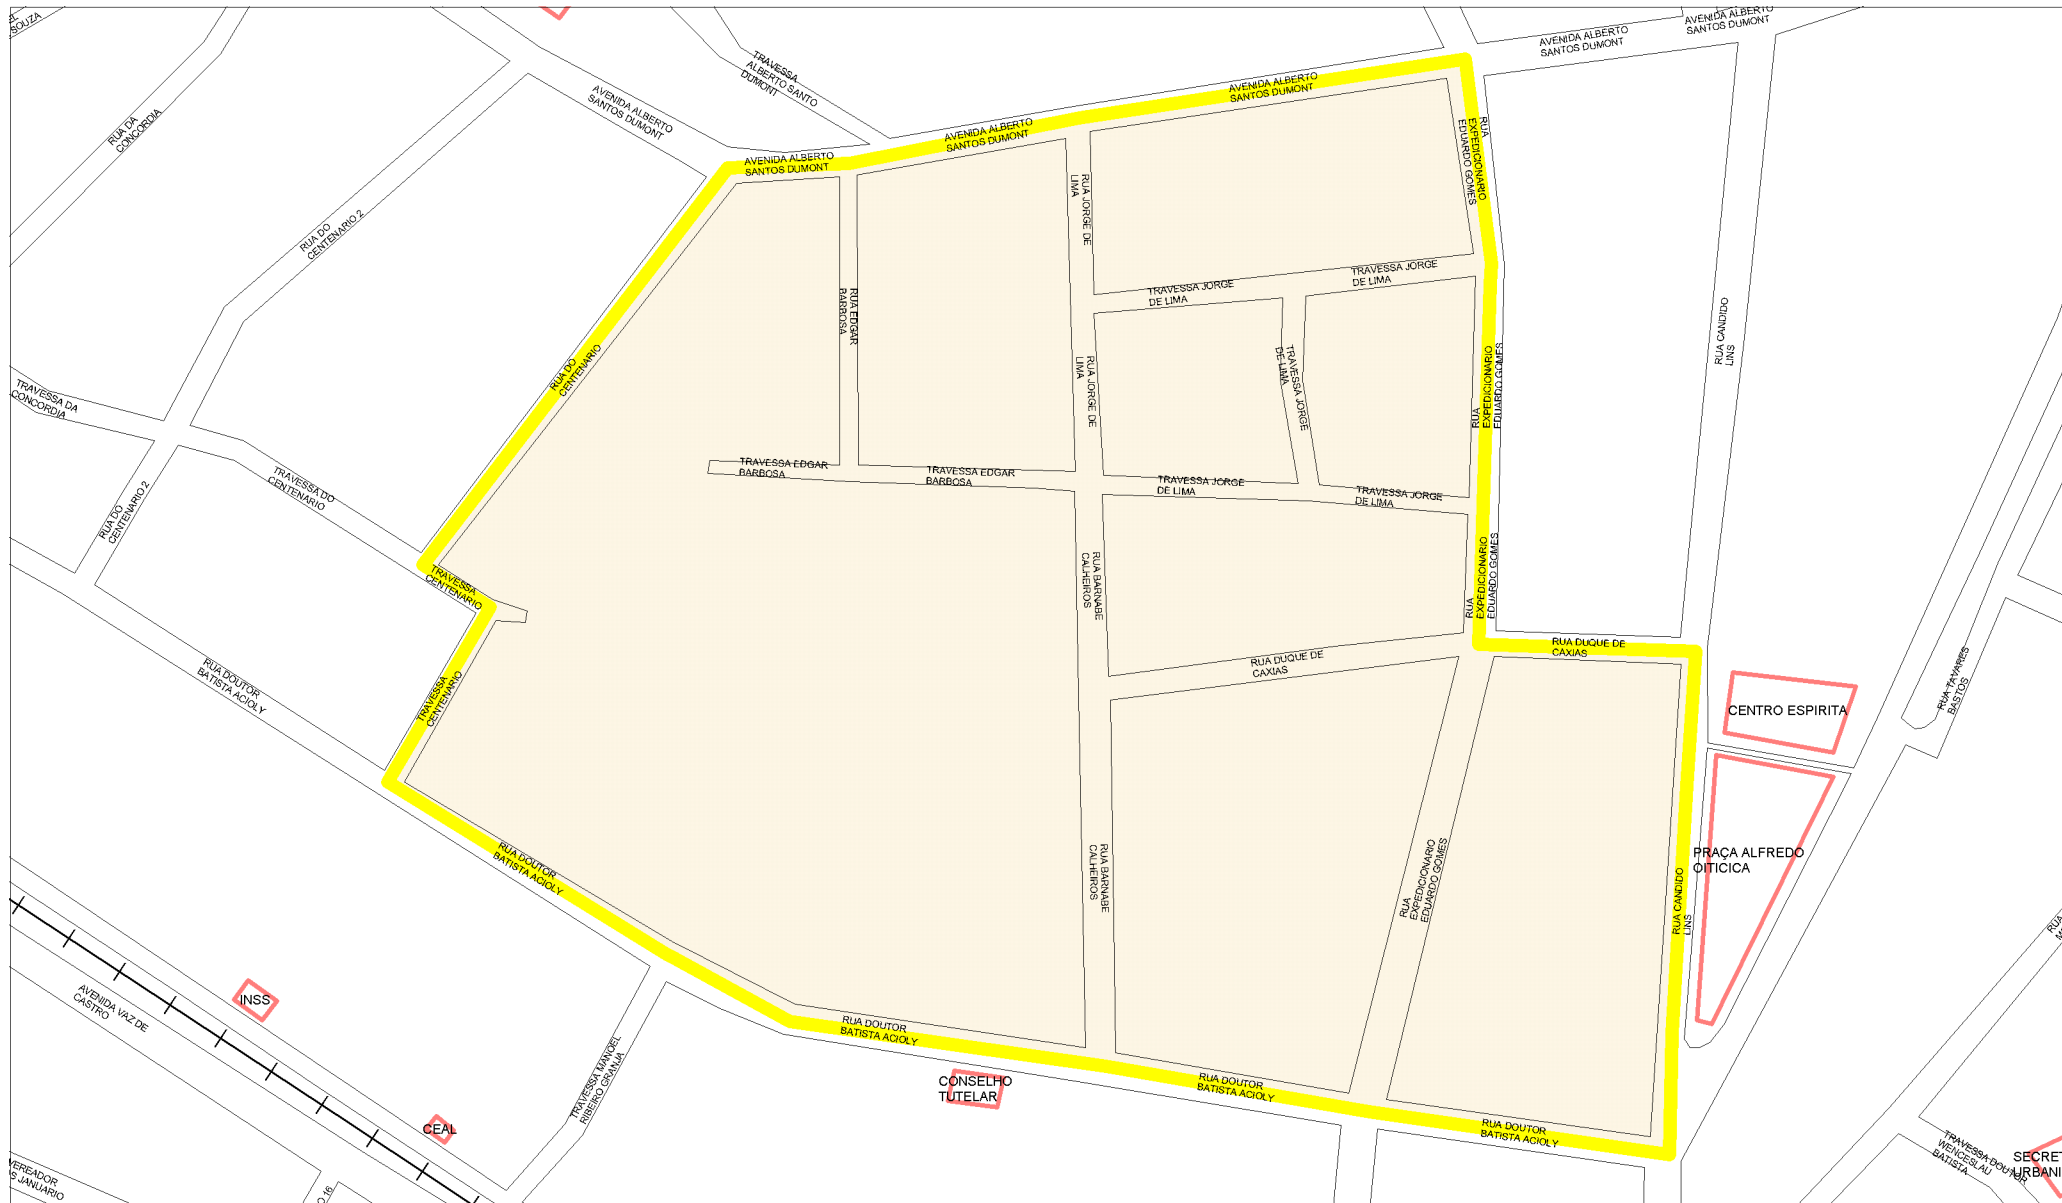 SOUZA
AVENIDA ALBERTO
SANTOS DUMONT
AVENIDA ALBERTO
SANTOS DUMONT
TRAVESSA
ALBERTO SANTO
DUMONT
AVENIDA ALBERTO
SANTOS DUMONT
AVENIDA ALBERTO
SANTOS DUMONT
AVENIDA ALBERTO
SANTOS DUMONT
AVENIDA ALBERTO
SANTOS DUMONT
RUA DA
CONCORDIA
RUA
EXPEDICIONARIO
EDUARDO GOMES
RUA JORGE DE
LIMA
RUA DO
CENTENARIO 2
TRAVESSA JORGE
DE LIMA
TRAVESSA JORGE
DE LIMA
RUA EDGAR
BARBOSA
RUA CANDIDO
LINS
RUA DO
CENTENARIO
RUA JORGE DE
LIMA
TRAVESSA JORGE
DE LIMA
RUA
EXPEDICIONARIO
EDUARDO GOMES
TRAVESSA DA
CONCORDIA
TRAVESSA DO
CENTENARIO
TRAVESSA EDGAR
BARBOSA
TRAVESSA EDGAR
BARBOSA
TRAVESSA JORGE
DE LIMA
TRAVESSA JORGE
DE LIMA
RUA DO
CENTENARIO 2
TRAVESSA
CENTENARIO
RUA BARNABE
CALHEIROS
RUA
EXPEDICIONARIO
EDUARDO GOMES
RUA DUQUE DE
CAXIAS
RUA DUQUE DE
CAXIAS
RUA DOUTOR
BATISTA ACIOLY
TRAVESSA
CENTENARIO
RUA TAVARES
BASTOS
CENTRO ESPIRITA
PRAÇA ALFREDO
OITICICA
RUA DOUTOR
BATISTA ACIOLY
RUA BARNABE
CALHEIROS
RUA
EXPEDICIONARIO
EDUARDO GOMES
RUA CANDIDO
LINS
RUA
INSS
AVENIDA VAZ DE
CASTRO
RUA DOUTOR
BATISTA ACIOLY
CONSELHO
TUTELAR
RUA DOUTOR
BATISTA ACIOLY
TRAVESSA MANOEL
RIBEIRO GRANJA
CEAL
RUA DOUTOR
BATISTA ACIOLY
TRAVESSA DOUTOR
WENCESLAU
BATISTA
SECRET
URBANI
VEREADOR
S JANUARIO
O 16